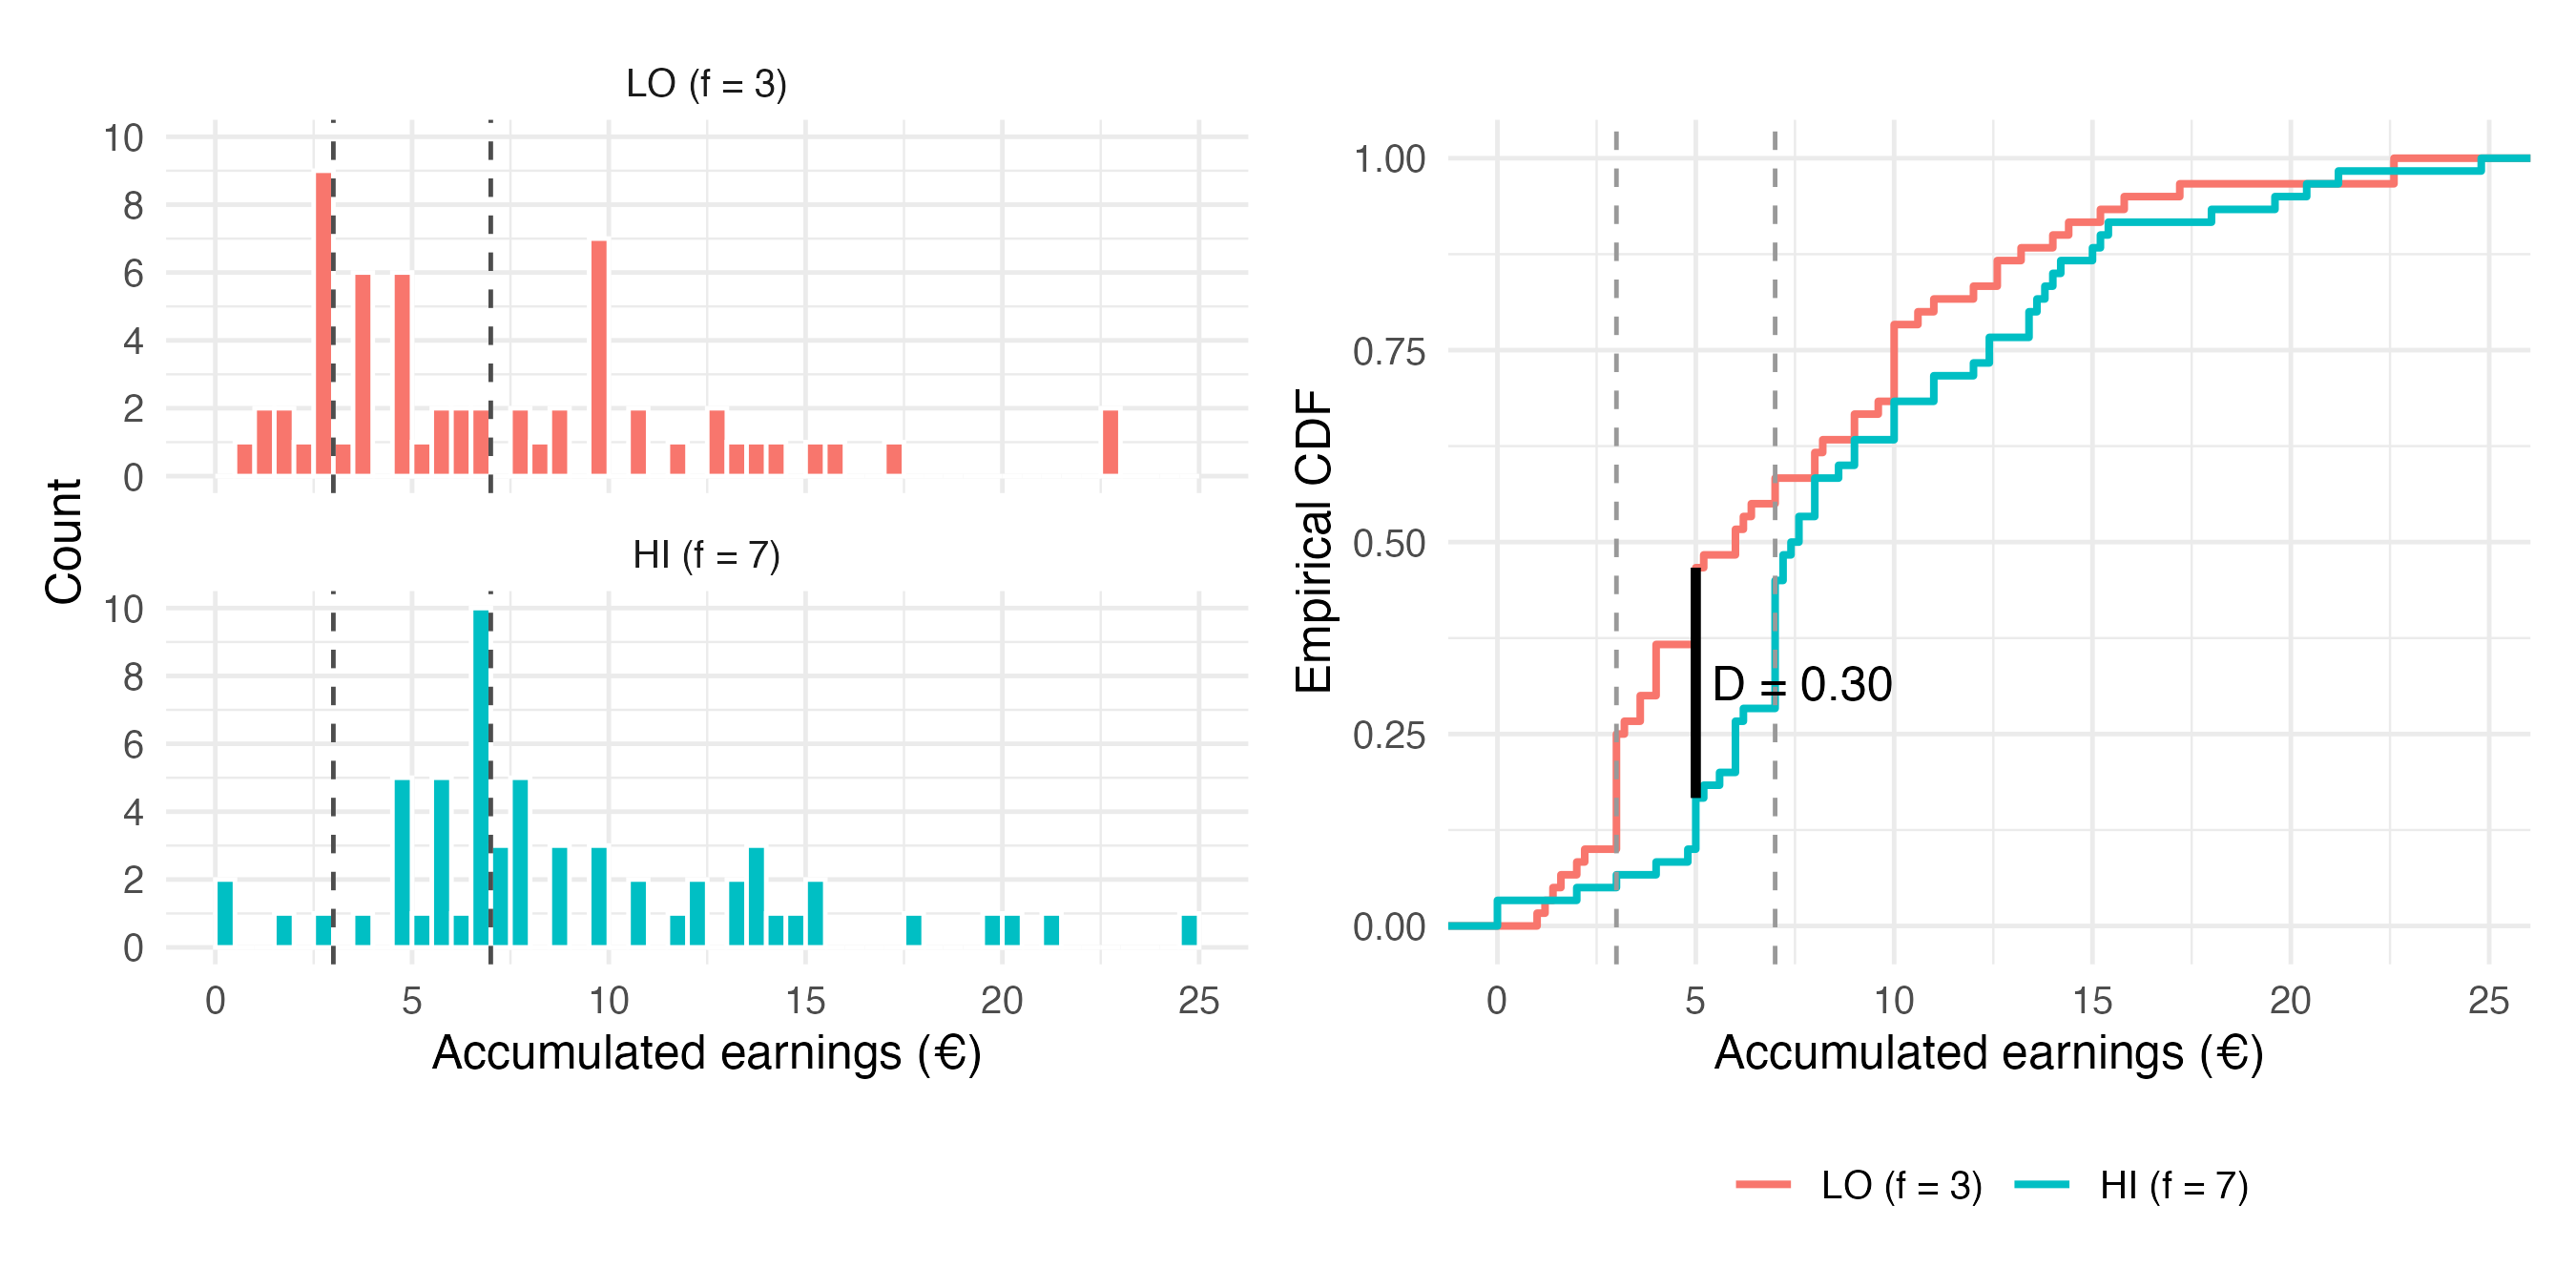 LO (f = 3)
10
8
6
4
2
0
Count
HI (f = 7)
10
8
6
4
2
0
0 5 10 15 20 25
Accumulated earnings (€)
1.00
0.75
0.50
0.25
0.00
Empirical CDF
D = 0.30
0 5 10 15 20 25
Accumulated earnings (€)
LO (f = 3) HI (f = 7)